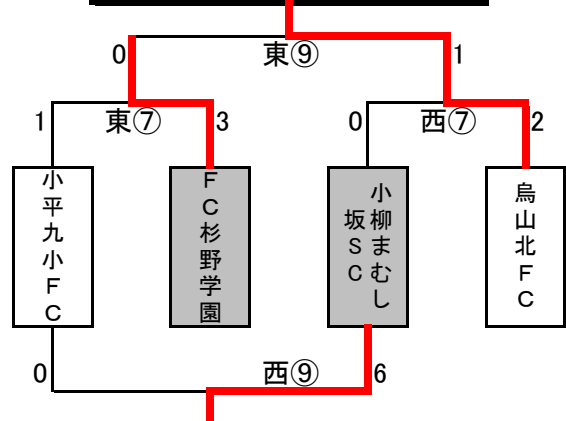 0 東⑨ 1
1 東⑦ 3 0 西⑦ 2
小平九小FC
FC杉野学園
小柳まむし
坂SC
烏山北FC
0 西⑨ 6